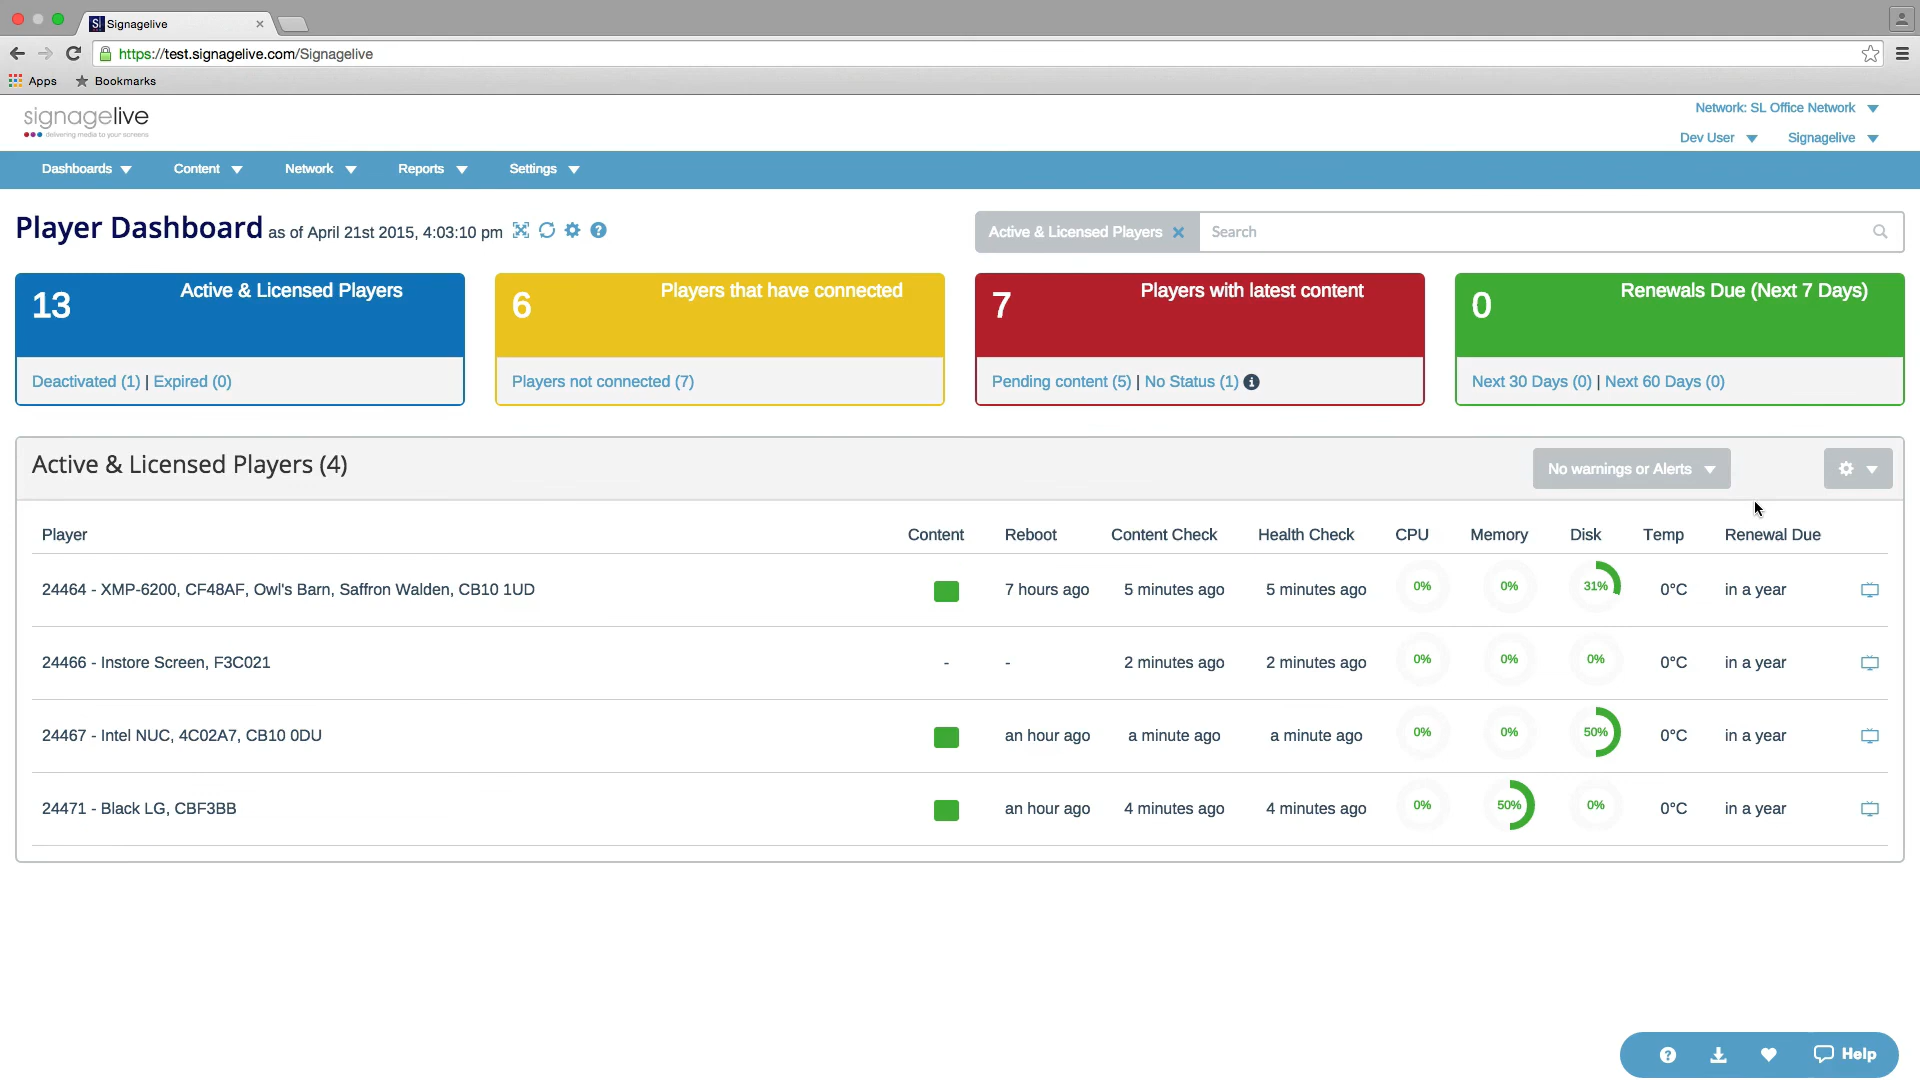 Signagelive
https://test.signagelive.com/Signagelive
Apps Bookmarks
signagelive
delivering media to your screens
Network: SL Office Network
Dev User Signagelive
Dashboards Content Network Reports Settings
Player Dashboard as of April 21st 2015, 4:03:10 pm
Active & Licensed Players Search
13 Active & Licensed Players
Deactivated (1) | Expired (0)
6 Players that have connected
Players not connected (7)
7 Players with latest content
Pending content (5) | No Status (1)
0 Renewals Due (Next 7 Days)
Next 30 Days (0) | Next 60 Days (0)
Active & Licensed Players (4) No warnings or Alerts
Player Content Reboot Content Check Health Check CPU Memory Disk Temp Renewal Due
24464 - XMP-6200, CF48AF, Owl's Barn, Saffron Walden, CB10 1UD 7 hours ago 5 minutes ago 5 minutes ago 0% 0% 31% 0°C in a year
24466 - Instore Screen, F3C021 - - 2 minutes ago 2 minutes ago 0% 0% 0% 0°C in a year
24467 - Intel NUC, 4C02A7, CB10 0DU an hour ago a minute ago a minute ago 0% 0% 50% 0°C in a year
24471 - Black LG, CBF3BB an hour ago 4 minutes ago 4 minutes ago 0% 50% 0% 0°C in a year
Help